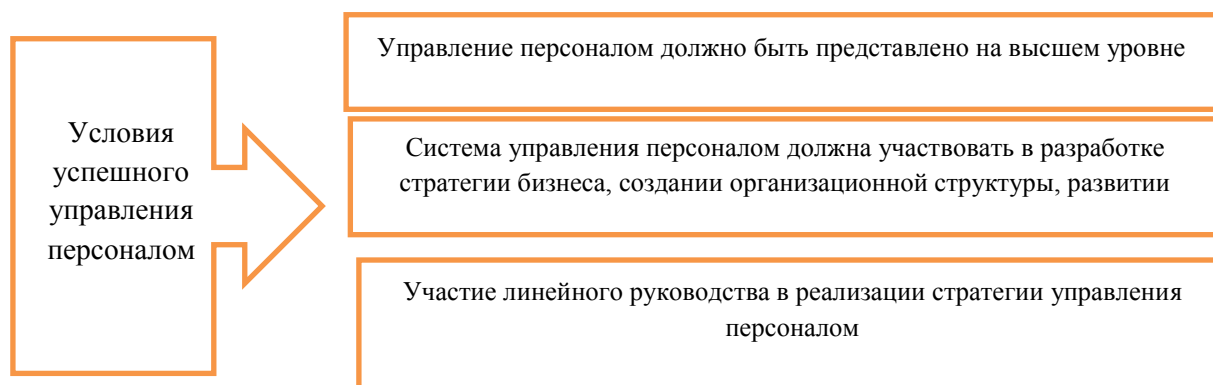 Условия
успешного
управления
персоналом
Управление персоналом должно быть представлено на высшем уровне
Система управления персоналом должна участвовать в разработке
стратегии бизнеса, создании организационной структуры, развитии
Участие линейного руководства в реализации стратегии управления
персоналом